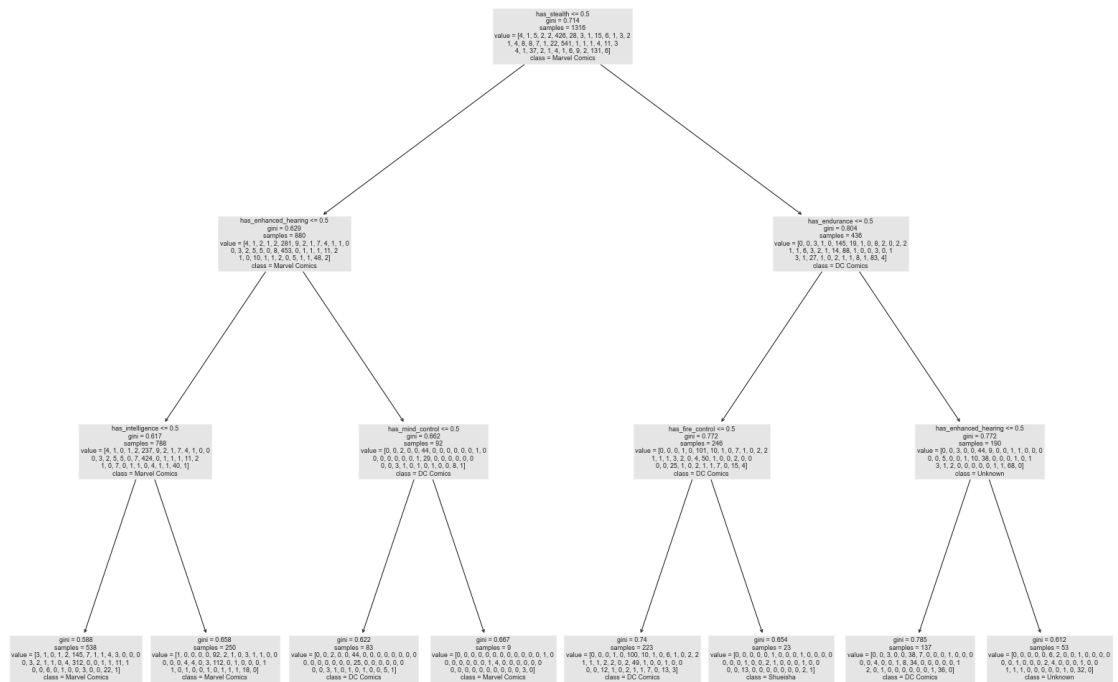 has_stealth <= 0.5
gini = 0.714
samples = 1316
value = [4, 1, 5, 2, 2, 426, 28, 3, 1, 15, 6, 1, 3, 2
1, 4, 8, 8, 7, 1, 22, 541, 1, 1, 1, 4, 11, 3
4, 1, 37, 2, 1, 4, 1, 6, 9, 2, 131, 6]
class = Marvel Comics
has_enhanced_hearing <= 0.5
gini = 0.629
samples = 880
value = [4, 1, 2, 1, 2, 281, 9, 2, 1, 7, 4, 1, 1, 0
0, 3, 2, 5, 5, 0, 8, 453, 0, 1, 1, 1, 11, 2
1, 0, 10, 1, 1, 2, 0, 5, 1, 1, 48, 2]
class = Marvel Comics
has_endurance <= 0.5
gini = 0.804
samples = 436
value = [0, 0, 3, 1, 0, 145, 19, 1, 0, 8, 2, 0, 2, 2
1, 1, 6, 3, 2, 1, 14, 88, 1, 0, 0, 3, 0, 1
3, 1, 27, 1, 0, 2, 1, 1, 8, 1, 83, 4]
class = DC Comics
has_intelligence <= 0.5
gini = 0.617
samples = 788
value = [4, 1, 0, 1, 2, 237, 9, 2, 1, 7, 4, 1, 0, 0
0, 3, 2, 5, 5, 0, 7, 424, 0, 1, 1, 1, 11, 2
1, 0, 7, 0, 1, 1, 0, 4, 1, 1, 40, 1]
class = Marvel Comics
has_mind_control <= 0.5
gini = 0.662
samples = 92
value = [0, 0, 2, 0, 0, 44, 0, 0, 0, 0, 0, 0, 1, 0
0, 0, 0, 0, 0, 0, 1, 29, 0, 0, 0, 0, 0, 0
0, 0, 3, 1, 0, 1, 0, 1, 0, 0, 8, 1]
class = DC Comics
has_fire_control <= 0.5
gini = 0.772
samples = 246
value = [0, 0, 0, 1, 0, 101, 10, 1, 0, 7, 1, 0, 2, 2
1, 1, 1, 3, 2, 0, 4, 50, 1, 0, 0, 2, 0, 0
0, 0, 25, 1, 0, 2, 1, 1, 7, 0, 15, 4]
class = DC Comics
has_enhanced_hearing <= 0.5
gini = 0.772
samples = 190
value = [0, 0, 3, 0, 0, 44, 9, 0, 0, 1, 1, 0, 0, 0
0, 0, 5, 0, 0, 1, 10, 38, 0, 0, 0, 1, 0, 1
3, 1, 2, 0, 0, 0, 0, 0, 1, 1, 68, 0]
class = Unknown
gini = 0.588
samples = 538
value = [3, 1, 0, 1, 2, 145, 7, 1, 1, 4, 3, 0, 0, 0
0, 3, 2, 1, 1, 0, 4, 312, 0, 0, 1, 1, 11, 1
0, 0, 6, 0, 1, 0, 0, 3, 0, 0, 22, 1]
class = Marvel Comics
gini = 0.658
samples = 250
value = [1, 0, 0, 0, 0, 92, 2, 1, 0, 3, 1, 1, 0, 0
0, 0, 0, 4, 4, 0, 3, 112, 0, 1, 0, 0, 0, 1
1, 0, 1, 0, 0, 1, 0, 1, 1, 1, 18, 0]
class = Marvel Comics
gini = 0.622
samples = 83
value = [0, 0, 2, 0, 0, 44, 0, 0, 0, 0, 0, 0, 0, 0
0, 0, 0, 0, 0, 0, 0, 25, 0, 0, 0, 0, 0, 0
0, 0, 3, 1, 0, 1, 0, 1, 0, 0, 5, 1]
class = DC Comics
gini = 0.667
samples = 9
value = [0, 0, 0, 0, 0, 0, 0, 0, 0, 0, 0, 0, 1, 0
0, 0, 0, 0, 0, 0, 1, 4, 0, 0, 0, 0, 0, 0
0, 0, 0, 0, 0, 0, 0, 0, 0, 0, 3, 0]
class = Marvel Comics
gini = 0.74
samples = 223
value = [0, 0, 0, 1, 0, 100, 10, 1, 0, 6, 1, 0, 2, 2
1, 1, 1, 2, 2, 0, 2, 49, 1, 0, 0, 1, 0, 0
0, 0, 12, 1, 0, 2, 1, 1, 7, 0, 13, 3]
class = DC Comics
gini = 0.654
samples = 23
value = [0, 0, 0, 0, 0, 1, 0, 0, 0, 1, 0, 0, 0, 0
0, 0, 0, 1, 0, 0, 2, 1, 0, 0, 0, 1, 0, 0
0, 0, 13, 0, 0, 0, 0, 0, 0, 0, 2, 1]
class = Shueisha
gini = 0.785
samples = 137
value = [0, 0, 3, 0, 0, 38, 7, 0, 0, 0, 1, 0, 0, 0
0, 0, 4, 0, 0, 1, 8, 34, 0, 0, 0, 0, 0, 1
2, 0, 1, 0, 0, 0, 0, 0, 0, 1, 36, 0]
class = DC Comics
gini = 0.612
samples = 53
value = [0, 0, 0, 0, 0, 6, 2, 0, 0, 1, 0, 0, 0, 0
0, 0, 1, 0, 0, 0, 2, 4, 0, 0, 0, 1, 0, 0
1, 1, 1, 0, 0, 0, 0, 0, 1, 0, 32, 0]
class = Unknown